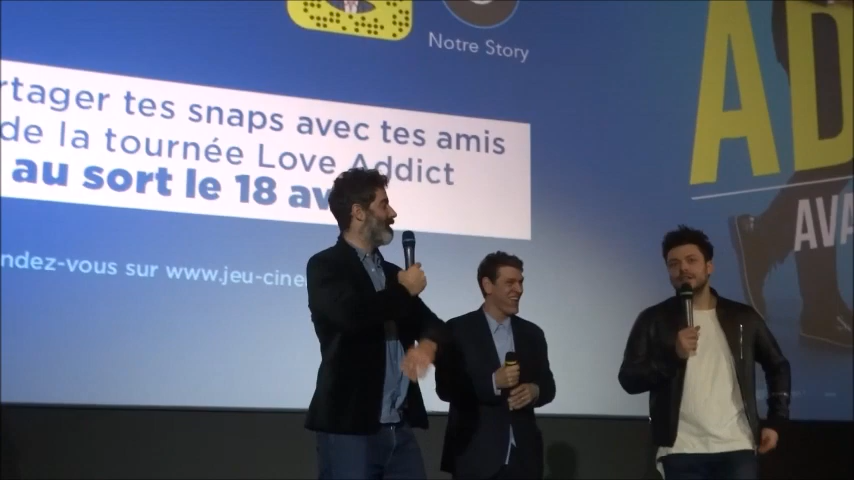 Notre Story
rtager tes snaps avec tes amis
de la tournée Love Addict
au sort le 18 av
ndez-vous sur www.jeu-cine
AD
AVA